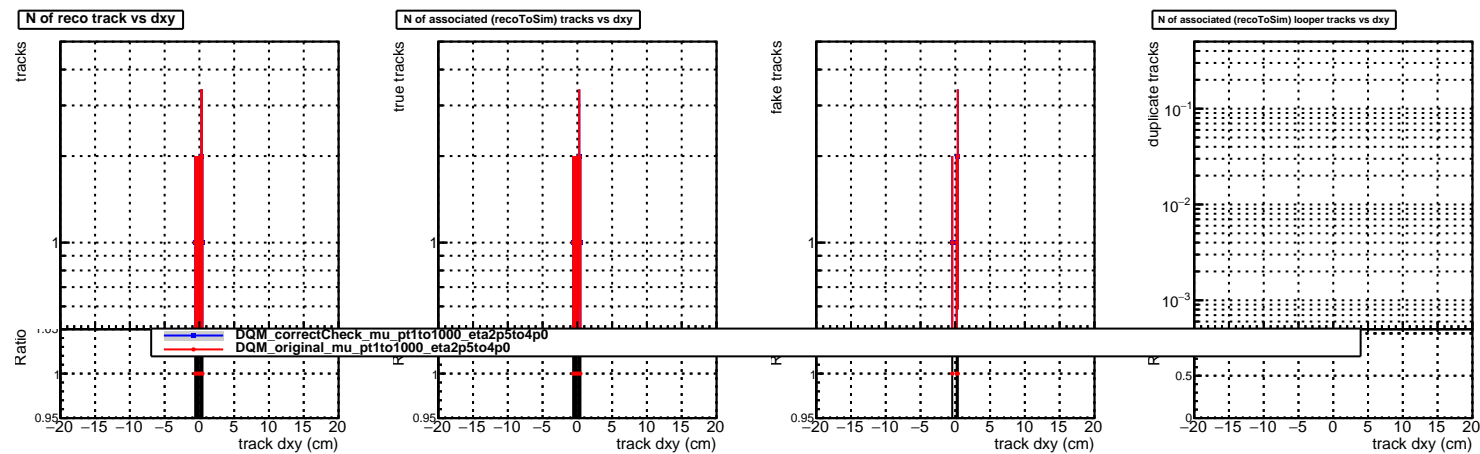 N of reco track vs dxy
N of associated (recoToSim) tracks vs dxy
N of associated (recoToSim) looper tracks vs dxy
tracks
true tracks
fake tracks
duplicate tracks
1
1
1
10−1
10−2
10−3
Ratio
DQM_correctCheck_mu_pt1to1000_eta2p5to4p0
DQM_original_mu_pt1to1000_eta2p5to4p0
1
1
1
0.5
0.95
0.95
0.95
0
−20 −15 −10 −5 0 5 10 15 20
−20 −15 −10 −5 0 5 10 15 20
−20 −15 −10 −5 0 5 10 15 20
−20 −15 −10 −5 0 5 10 15 20
track dxy (cm)
track dxy (cm)
track dxy (cm)
track dxy (cm)